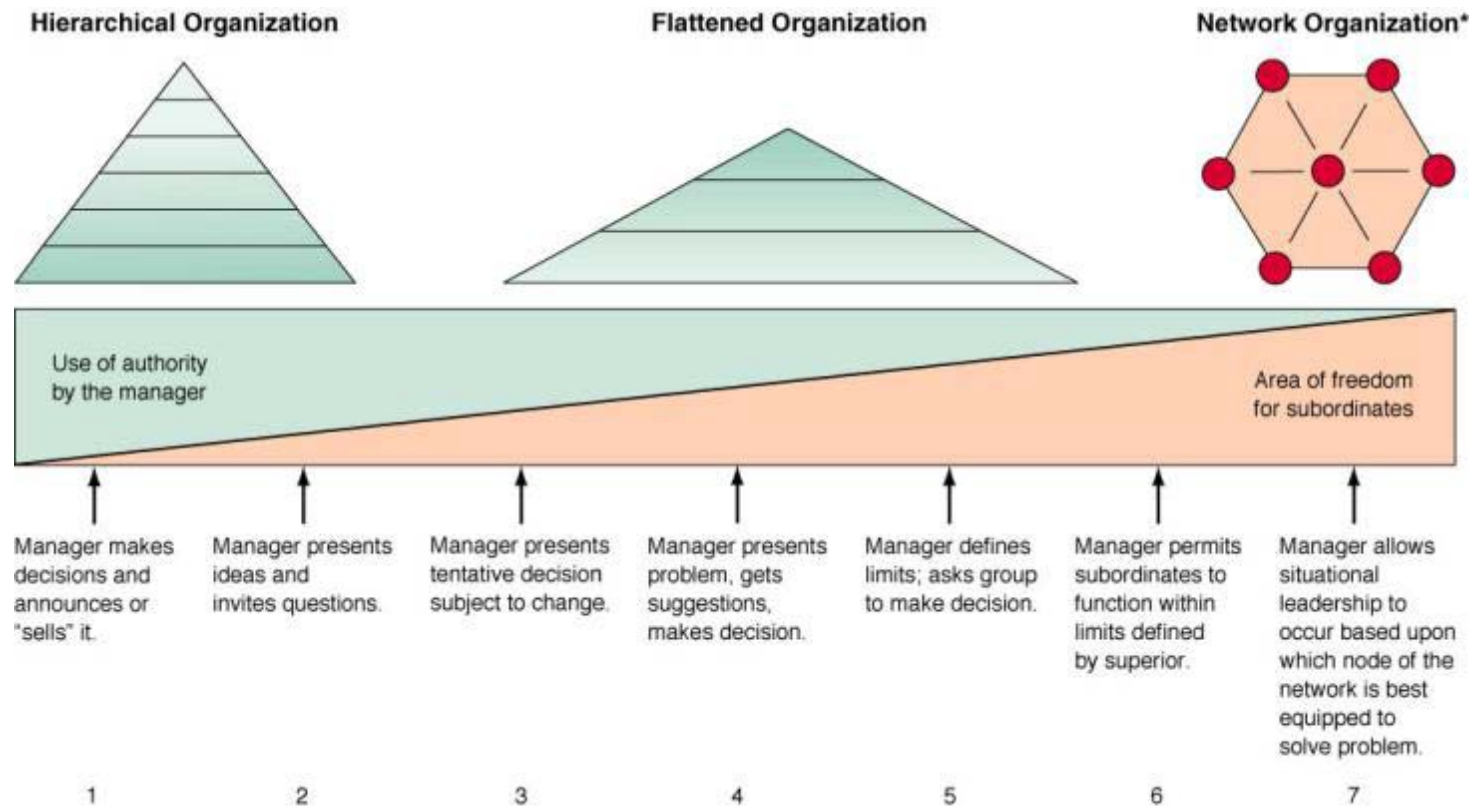 Hierarchical Organization
Flattened Organization
Network Organization*
Use of authority
by the manager
Area of freedom
for subordinates
Manager makes
decisions and
announces or
"sells" it.
Manager presents
ideas and
invites questions.
Manager presents
tentative decision
subject to change.
Manager presents
problem, gets
suggestions,
makes decision.
Manager defines
limits; asks group
to make decision.
Manager permits
subordinates to
function within
limits defined
by superior.
Manager allows
situational
leadership to
occur based upon
which node of the
network is best
equipped to
solve problem.
1
2
3
4
5
6
7